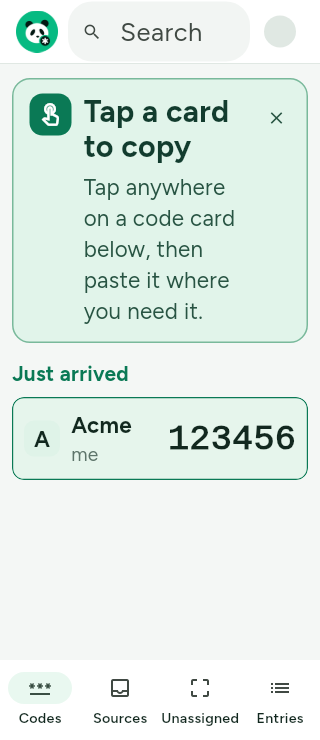 Search
Tap a card
to copy
Tap anywhere
on a code card
below, then
paste it where
you need it.
Just arrived
A
Acme
me
123456
Codes
Sources
Unassigned
Entries